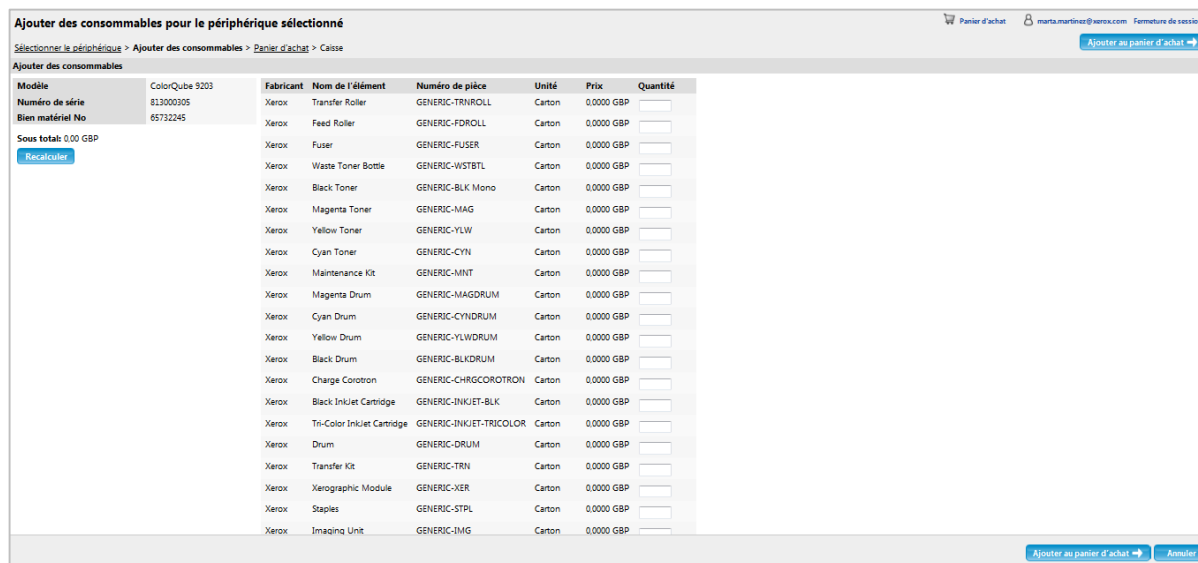 Ajouter des consommables pour le périphérique sélectionné
Panier d'achat marta.martinez@xerox.com Fermeture de sessio
Sélectionner le périphérique > Ajouter des consommables > Panier d'achat > Caisse
Ajouter au panier d'achat
Ajouter des consommables
Modèle ColorQube 9203
Numéro de série 813000305
Bien matériel No 65732245
Sous total: 0,00 GBP
Recalculer
Fabricant Nom de l'élément Numéro de pièce Unité Prix Quantité
Xerox Transfer Roller GENERIC-TRNROLL Carton 0,0000 GBP
Xerox Feed Roller GENERIC-FDROLL Carton 0,0000 GBP
Xerox Fuser GENERIC-FUSER Carton 0,0000 GBP
Xerox Waste Toner Bottle GENERIC-WSTBTL Carton 0,0000 GBP
Xerox Black Toner GENERIC-BLK Mono Carton 0,0000 GBP
Xerox Magenta Toner GENERIC-MAG Carton 0,0000 GBP
Xerox Yellow Toner GENERIC-YLW Carton 0,0000 GBP
Xerox Cyan Toner GENERIC-CYN Carton 0,0000 GBP
Xerox Maintenance Kit GENERIC-MNT Carton 0,0000 GBP
Xerox Magenta Drum GENERIC-MAGDRUM Carton 0,0000 GBP
Xerox Cyan Drum GENERIC-CYNDRUM Carton 0,0000 GBP
Xerox Yellow Drum GENERIC-YLWDRUM Carton 0,0000 GBP
Xerox Black Drum GENERIC-BLKDRUM Carton 0,0000 GBP
Xerox Charge Corotron GENERIC-CHRGCOROTRON Carton 0,0000 GBP
Xerox Black InkJet Cartridge GENERIC-INKJET-BLK Carton 0,0000 GBP
Xerox Tri-Color InkJet Cartridge GENERIC-INKJET-TRICOLOR Carton 0,0000 GBP
Xerox Drum GENERIC-DRUM Carton 0,0000 GBP
Xerox Transfer Kit GENERIC-TRN Carton 0,0000 GBP
Xerox Xerographic Module GENERIC-XER Carton 0,0000 GBP
Xerox Staples GENERIC-STPL Carton 0,0000 GBP
Xerox Imaging Unit GENERIC-IMG Carton 0,0000 GBP
Ajouter au panier d'achat Annuler